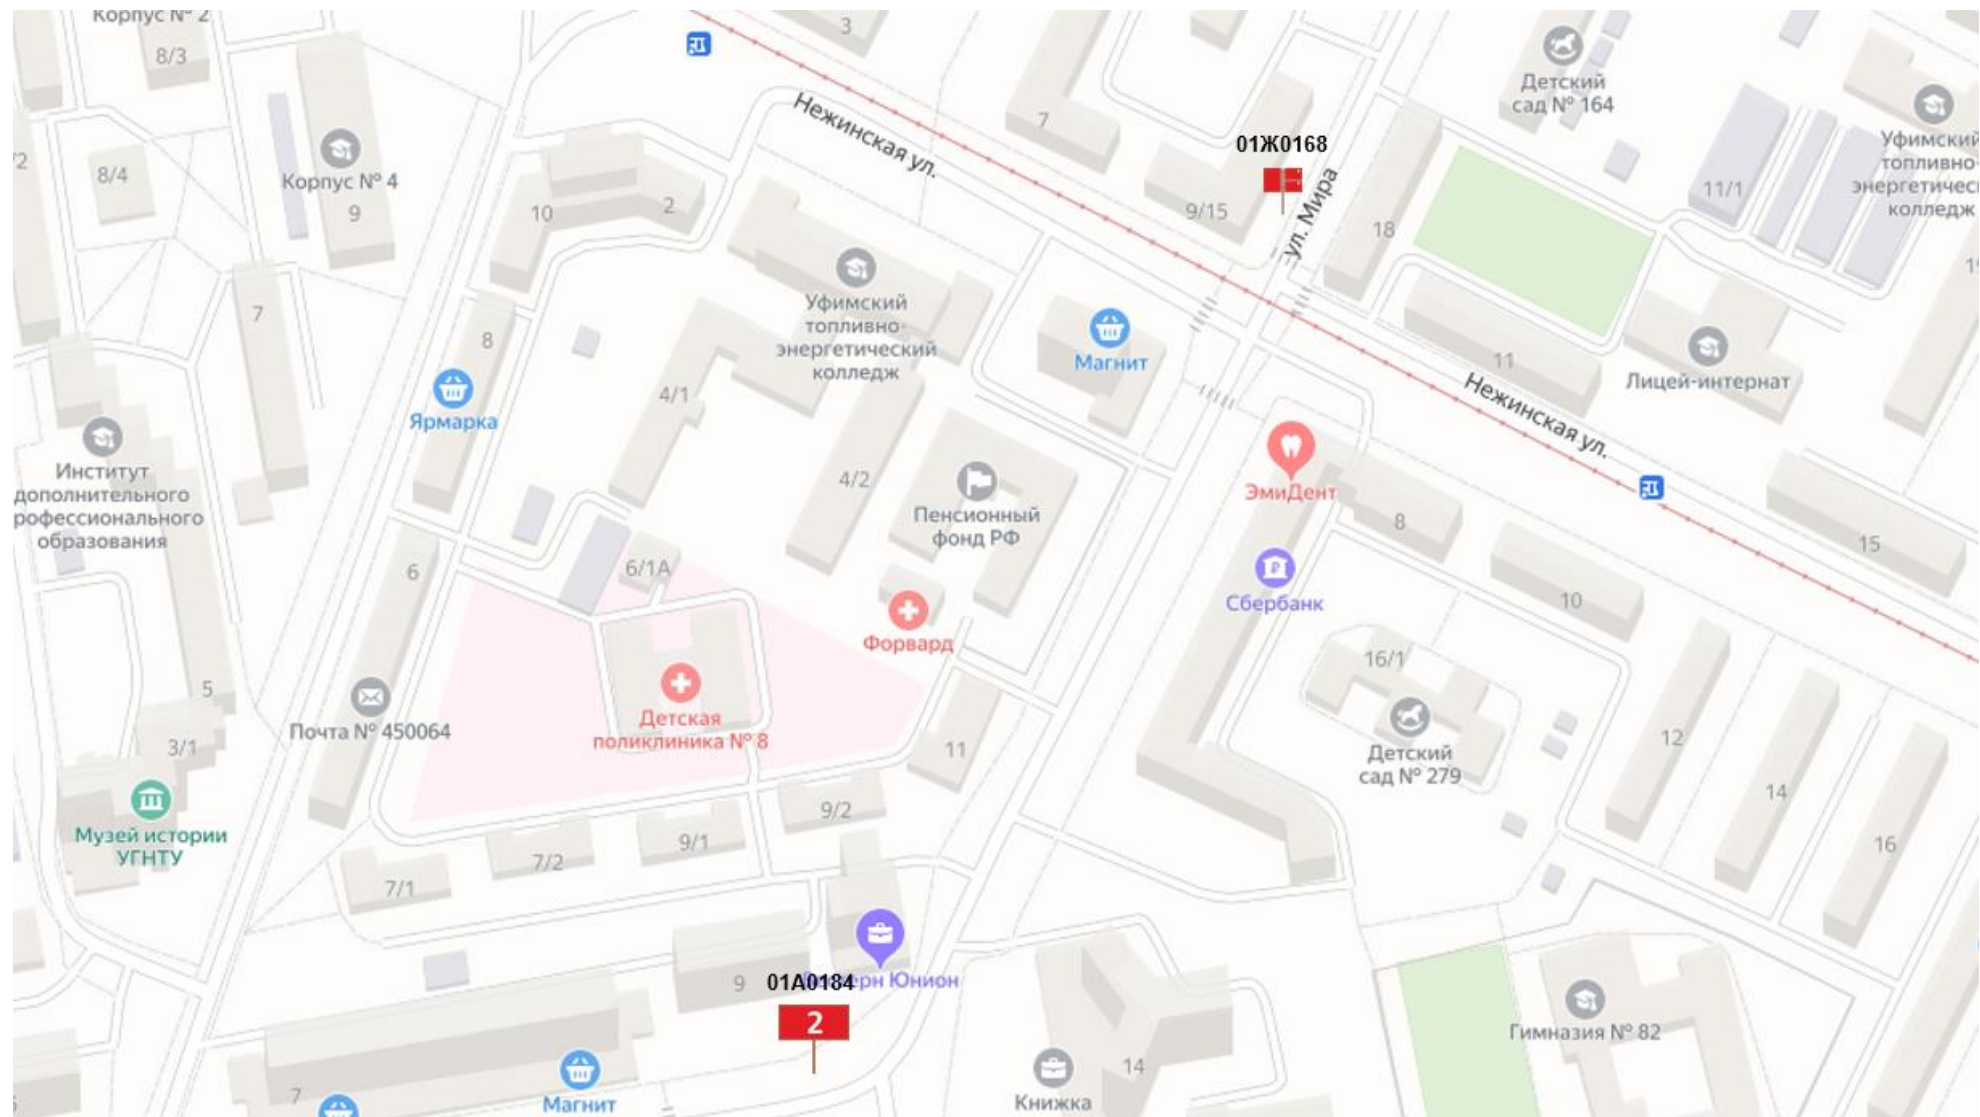 Корпус № 2
8/3
3
Детский
сад № 164
Нежинская ул.
7
Уфимский
топливно-
колледж
01Ж0168
Корпус № 4
8/4
9
10
2
9/15
ул. Мира
18
11/1
Уфимский
топливно-
энергетический
колледж
Магнит
7
8
Ярмарка
4/1
11
Лицей-интернат
Нежинская ул.
Институт
дополнительного
образования
4/2
Пенсионный
фонд РФ
ЭмиДент
8
15
6
6/1А
Форвард
Сбербанк
10
16/1
5
Почта № 450064
Детская
поликлиника № 8
11
Детский
сад № 279
12
14
16
3/1
Музей истории
УГНТУ
7/1
7/2
9/1
9/2
9
01А0184
рн Юнион
2
Гимназия № 82
7
Магнит
14
Книжка